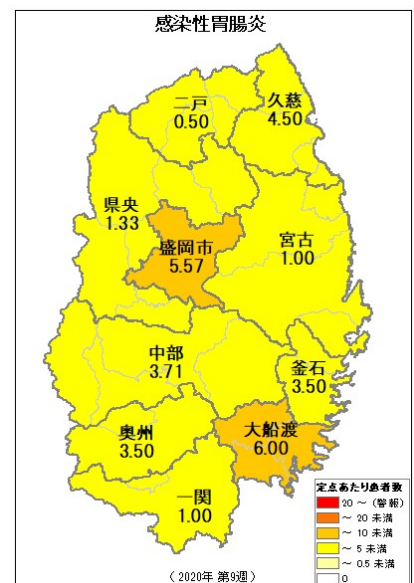 感染性胃腸炎
二戸
0.50
久慈
4.50
県央
1.33
盛岡市
5.57
宮古
1.00
中部
3.71
釜石
3.50
奥州
3.50
大船渡
6.00
一関
1.00
定点あたり患者数
20 ~ (警報)
~ 20 未満
~ 10 未満
~ 5 未満
~ 0.5 未満
0
(2020年 第9週)